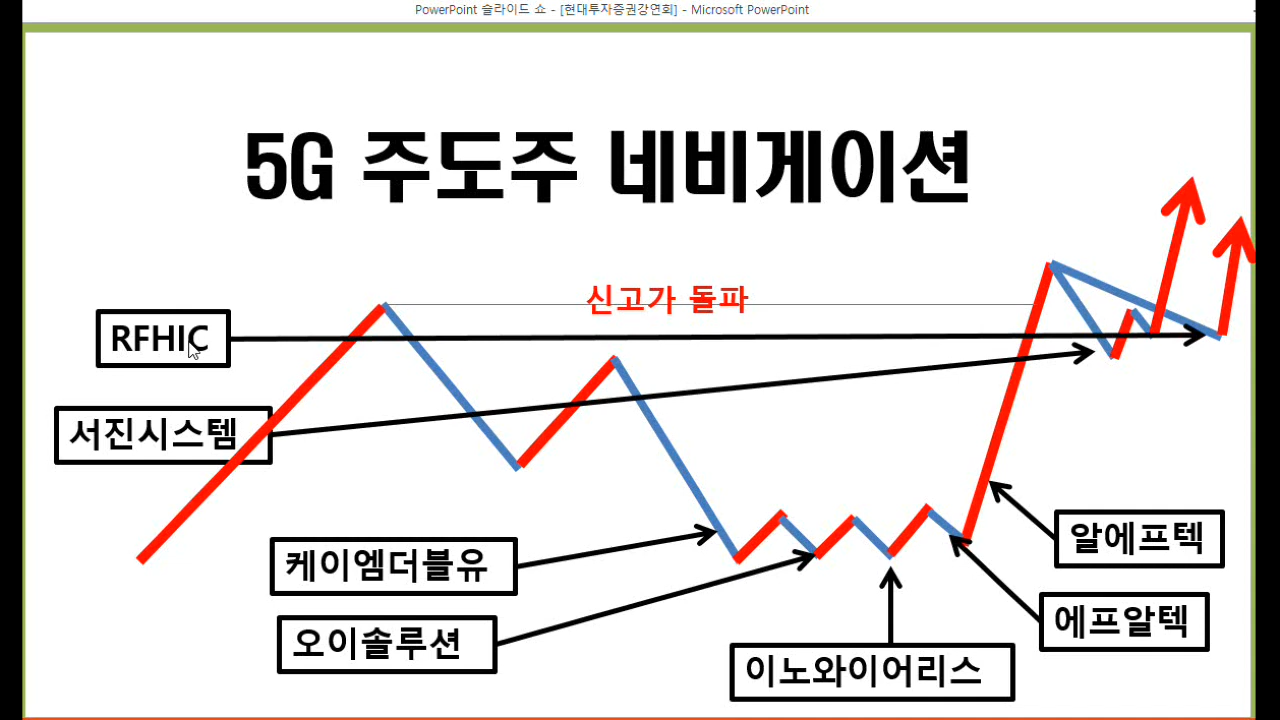 PowerPoint 슬라이드 쇼 - [현대투자증권강연회] - Microsoft PowerPoint
5G 주도주 네비게이션
신고가 돌파
RFHIC
서진시스템
케이엠더블유
오이솔루션
이노와이어리스
알에프텍
에프알텍